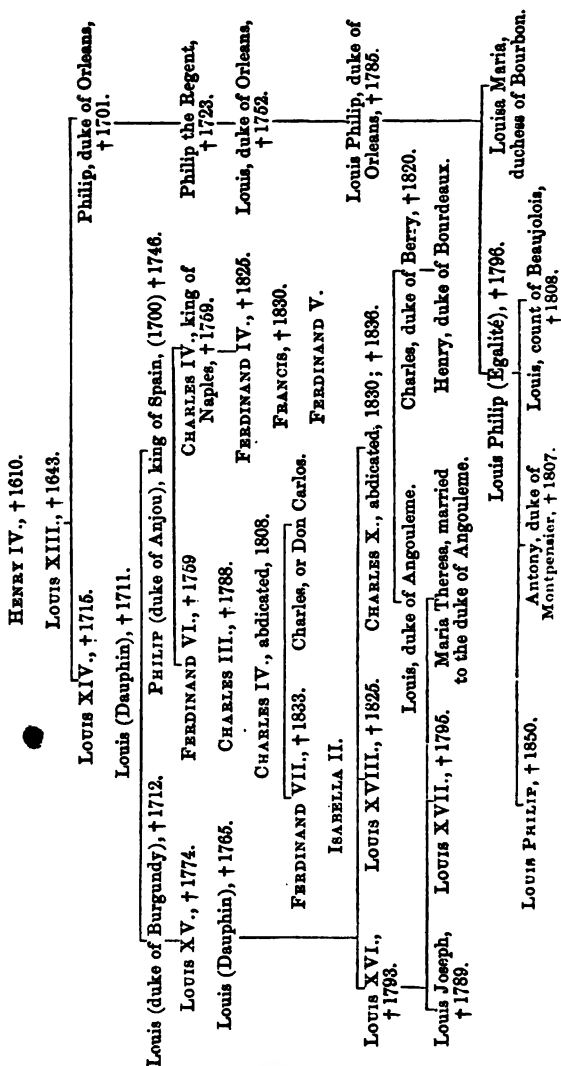 HENRY IV., †1610.
LOUIS XIII., †1643.
LOUIS XIV., †1715.
Philip, duke of Orleans,
†1701.
Louis (Dauphin), †1711.
Louis (duke of Burgundy), †1712.
PHILIP (duke of Anjou), king of Spain, (1700) †1746.
Philip the Regent,
†1723.
LOUIS XV., †1774.
FERDINAND VI., †1759
CHARLES IV., king of
Naples, †1759.
Louis, duke of Orleans,
†1752.
Louis (Dauphin), †1765.
CHARLES III., †1788.
FERDINAND IV., †1825.
CHARLES IV., abdicated, 1808.
FRANCIS, †1830.
FERDINAND VII., †1833.
Charles, or Don Carlos.
FERDINAND V.
ISABELLA II.
Louis Philip, duke of
Orleans, †1785.
LOUIS XVI.,
†1793.
LOUIS XVIII., †1825.
CHARLES X., abdicated, 1830; †1836.
Louis, duke of Angouleme.
Charles, duke of Berry, †1820.
Louis Joseph,
†1789.
LOUIS XVII., †1795.
Maria Theresa, married
to the duke of Angouleme.
Henry, duke of Bourdeaux.
Louis Philip (Egalité), †1796.
Louisa Maria,
duchess of Bourbon.
LOUIS PHILIP, †1850.
Antony, duke of
Montpensier, †1807.
Louis, count of Beaujolois,
†1808.